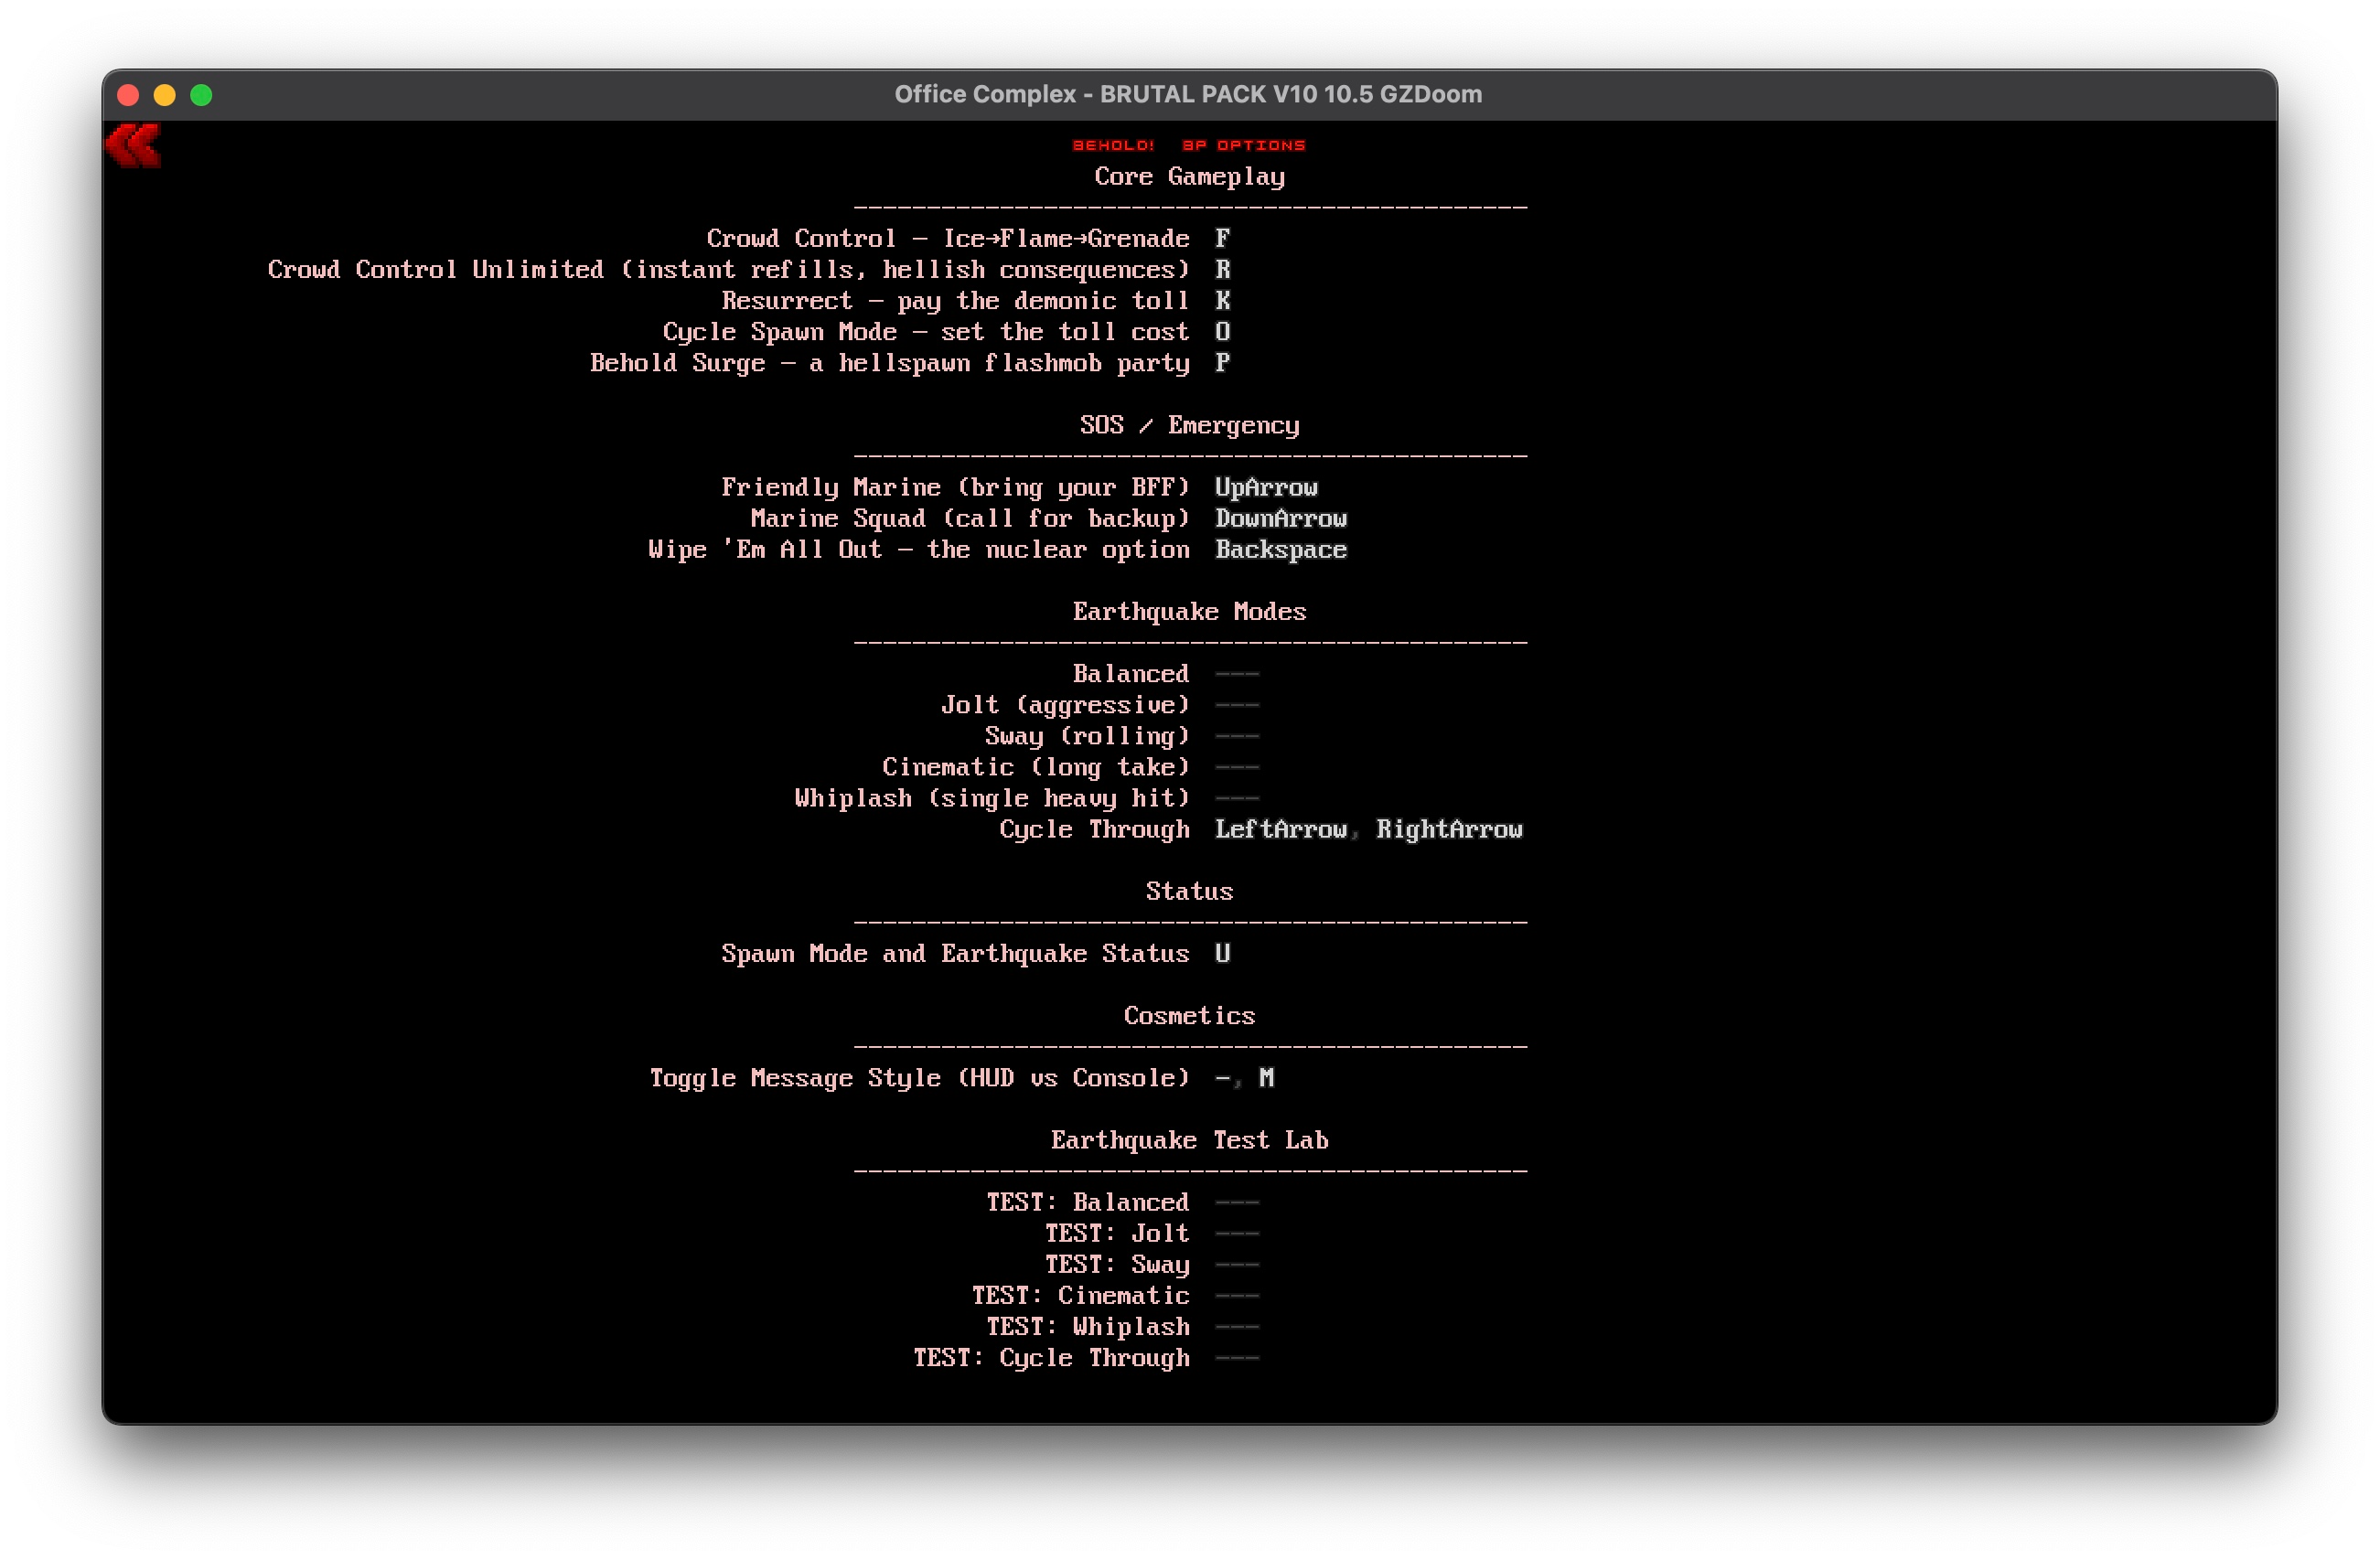 Office Complex - BRUTAL PACK V10 10.5 GZDoom
BEHOLD! BP OPTIONS
Core Gameplay
----------------------------------------------
Crowd Control – Ice→Flame→Grenade F
Crowd Control Unlimited (instant refills, hellish consequences) R
Resurrect – pay the demonic toll K
Cycle Spawn Mode – set the toll cost O
Behold Surge – a hellspawn flashmob party P
SOS / Emergency
----------------------------------------------
Friendly Marine (bring your BFF) UpArrow
Marine Squad (call for backup) DownArrow
Wipe 'Em All Out – the nuclear option Backspace
Earthquake Modes
----------------------------------------------
Balanced ---
Jolt (aggressive) ---
Sway (rolling) ---
Cinematic (long take) ---
Whiplash (single heavy hit) ---
Cycle Through LeftArrow, RightArrow
Status
----------------------------------------------
Spawn Mode and Earthquake Status U
Cosmetics
----------------------------------------------
Toggle Message Style (HUD vs Console) -, M
Earthquake Test Lab
----------------------------------------------
TEST: Balanced ---
TEST: Jolt ---
TEST: Sway ---
TEST: Cinematic ---
TEST: Whiplash ---
TEST: Cycle Through ---